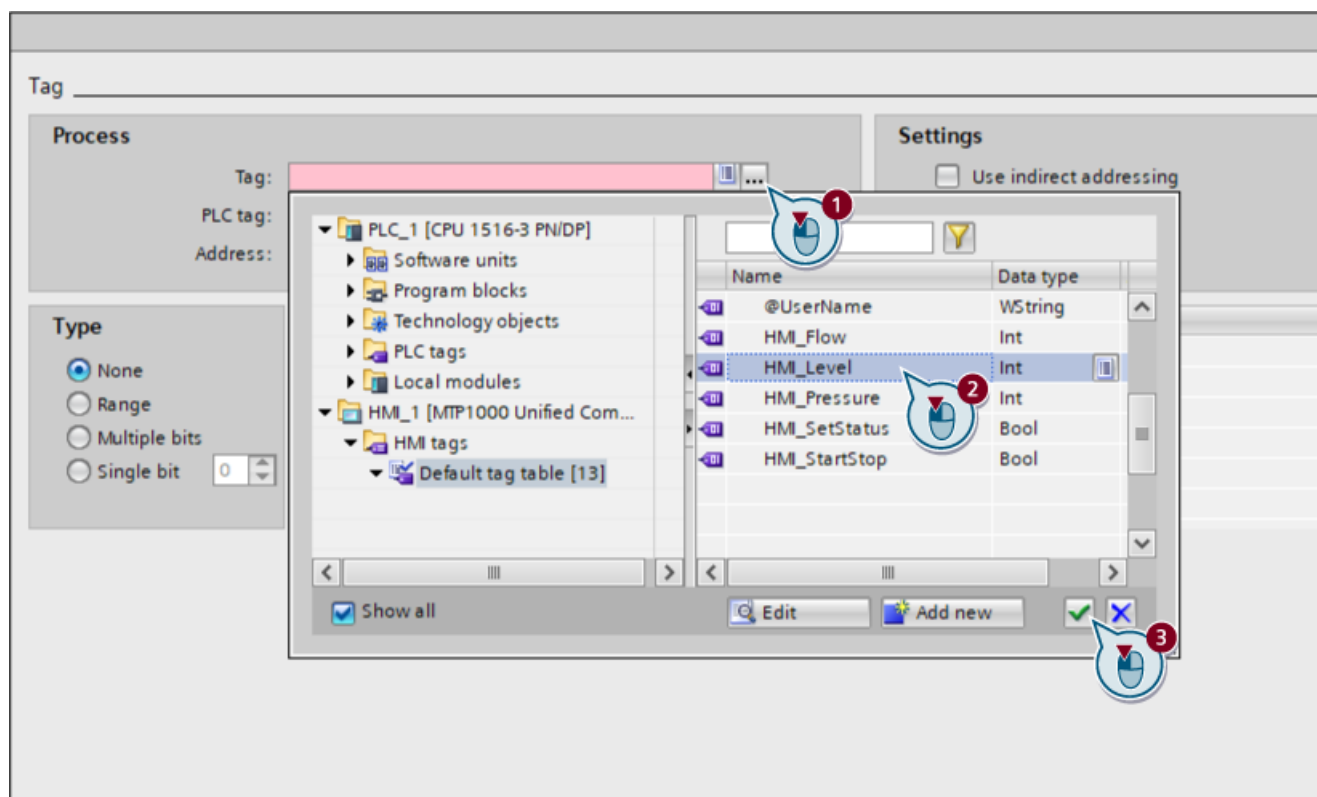 Tag
Process
Tag:
...
PLC tag:
Address:
Settings
Use indirect addressing
1
PLC_1 [CPU 1516-3 PN/DP]
Software units
Program blocks
Technology objects
PLC tags
Local modules
HMI_1 [MTP1000 Unified Com...
HMI tags
Default tag table [13]
Name Data type
@UserName WString
HMI_Flow Int
HMI_Level Int
HMI_Pressure Int
HMI_SetStatus Bool
HMI_StartStop Bool
2
Type
None
Range
Multiple bits
Single bit 0
Show all
Edit
Add new
3